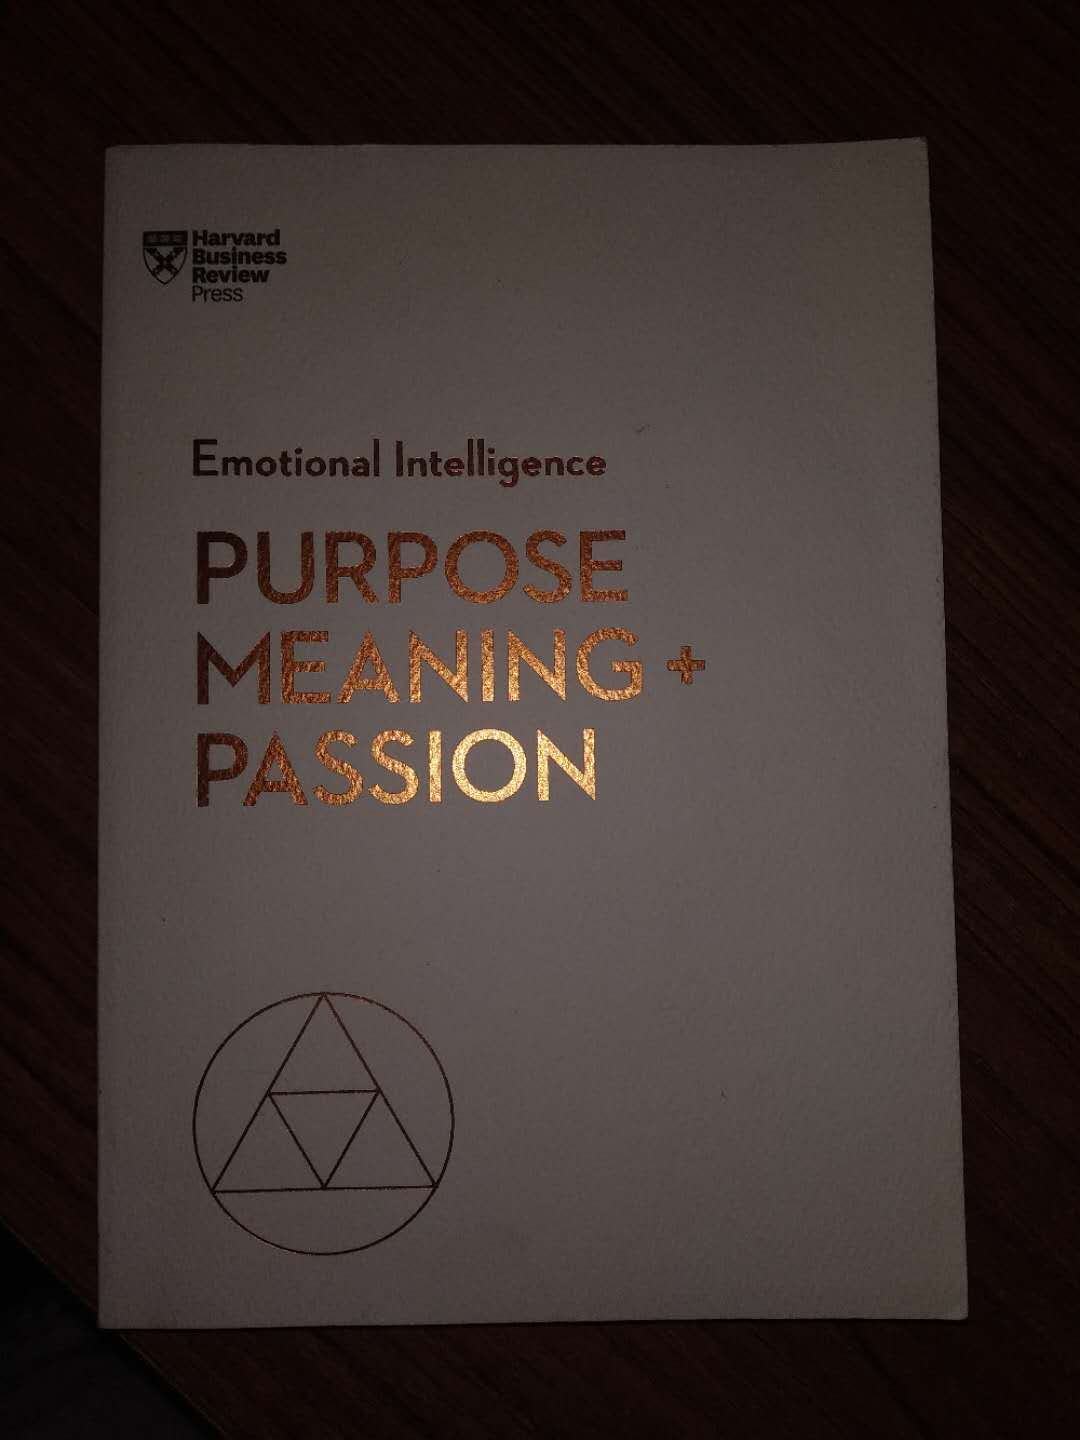 Harvard
Business
Review
Press
Emotional Intelligence
PURPOSE
MEANING +
PASSION